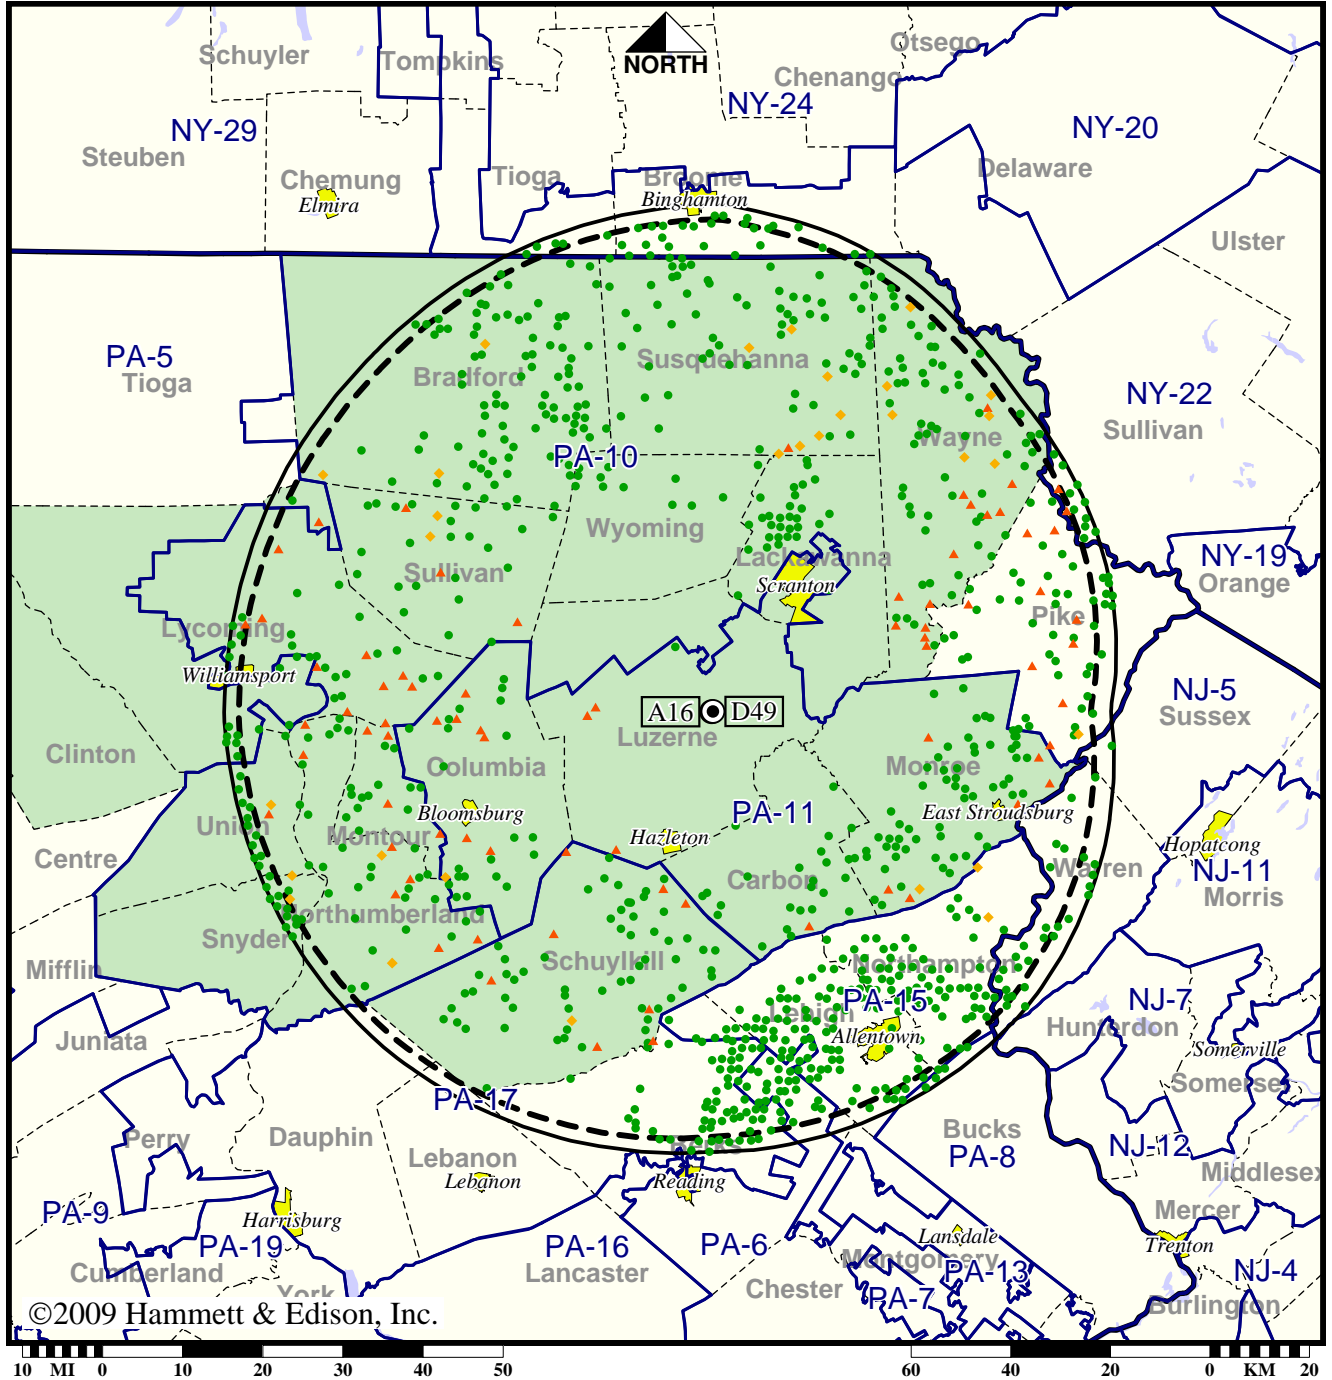 Otsego
Schuyler
Tompkins
NORTH
Chenango
NY-24
NY-29
NY-20
Steuben
Delaware
Chemung
Tioga
Broome
Elmira
Binghamton
Ulster
PA-5
Tioga
Susquehanna
Bradford
NY-22
Sullivan
Wayne
PA-10
Wyoming
Lackawanna
NY-19
Sullivan
Orange
Scranton
Pike
Lycoming
Williamsport
NJ-5
A16
D49
Sussex
Luzerne
Clinton
Columbia
Monroe
PA-11
Bloomsburg
East Stroudsburg
Union
Montour
Hazleton
Hopatcong
Centre
Warren
NJ-11
Carbon
Morris
Northumberland
Snyder
Mifflin
Schuylkill
Northampton
PA-15
NJ-7
Lehigh
Juniata
Allentown
Hunterdon
Somerville
Somerset
PA-17
Perry
Dauphin
Bucks
Berks
NJ-12
Lebanon
PA-8
Middlesex
Lebanon
Reading
PA-9
Harrisburg
Mercer
PA-19
PA-16
PA-6
Lansdale
Trenton
Cumberland
Lancaster
Montgomery
PA-13
NJ-4
York
Chester
PA-7
Burlington
©2009 Hammett & Edison, Inc.
10 MI 0 10 20 30 40 50 60 40 20 0 KM 20